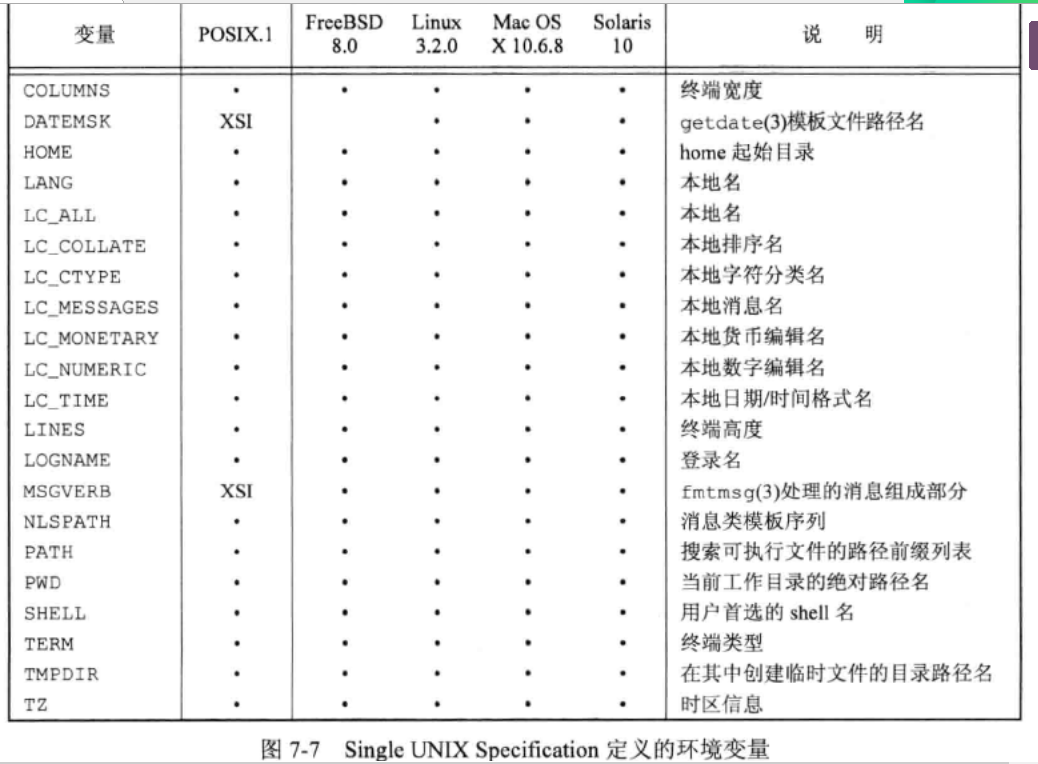 变量 POSIX.1 FreeBSD 8.0 Linux 3.2.0 Mac OS X 10.6.8 Solaris 10 说 明
COLUMNS • • • • • 终端宽度
DATEMSK XSI • • • getdate(3)模板文件路径名
HOME • • • • • home 起始目录
LANG • • • • • 本地名
LC_ALL • • • • • 本地名
LC_COLLATE • • • • • 本地排序名
LC_CTYPE • • • • • 本地字符分类名
LC_MESSAGES • • • • • 本地消息名
LC_MONETARY • • • • • 本地货币编辑名
LC_NUMERIC • • • • • 本地数字编辑名
LC_TIME • • • • • 本地日期/时间格式名
LINES • • • • • 终端高度
LOGNAME • • • • • 登录名
MSGVERB XSI • • • • fmtmsg(3)处理的消息组成部分
NLSPATH • • • • • 消息类模板序列
PATH • • • • • 搜索可执行文件的路径前缀列表
PWD • • • • • 当前工作目录的绝对路径名
SHELL • • • • • 用户首选的 shell 名
TERM • • • • • 终端类型
TMPDIR • • • • • 在其中创建临时文件的目录路径名
TZ • • • • • 时区信息
图 7-7 Single UNIX Specification 定义的环境变量